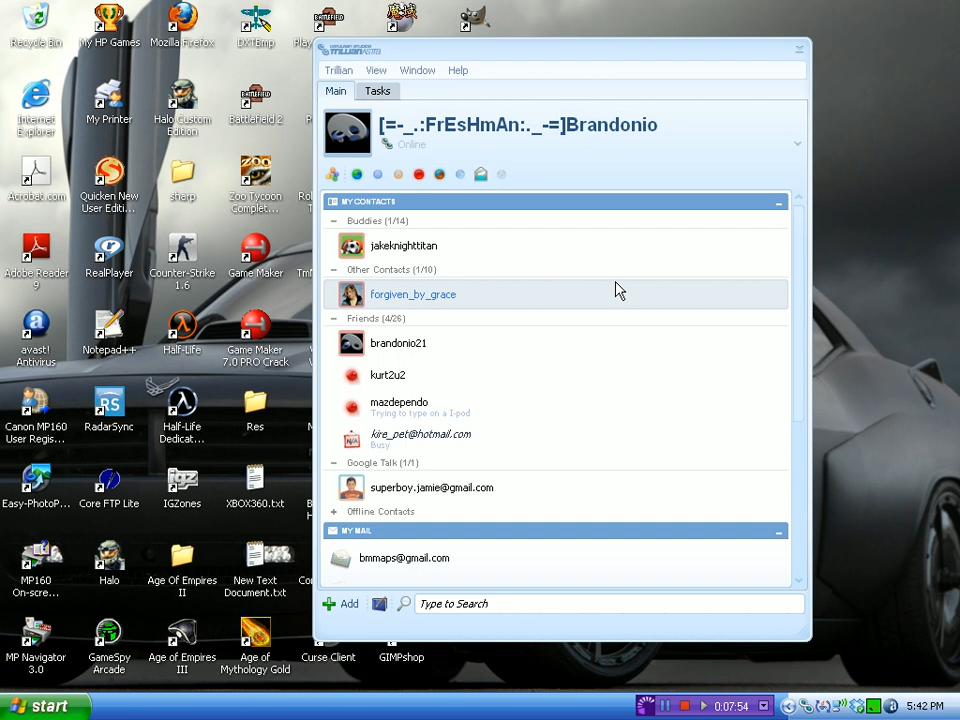 Recycle Bin
My HP Games
Mozilla Firefox
DXTBmp
Internet Explorer
My Printer
Halo Custom Edition
Battlefield 2
Acrobat.com
Quicken New User Editi...
sharp
Zoo Tycoon Complet...
Adobe Reader 9
RealPlayer
Counter-Strike 1.6
Game Maker
avast! Antivirus
Notepad++
Half-Life
Game Maker 7.0 PRO Crack
Canon MP160 User Regis...
RadarSync
Half-Life Dedicat...
Res
Easy-PhotoP...
Core FTP Lite
IGZones
XBOX360.txt
MP160 On-scre...
Halo
Age Of Empires II
New Text Document.txt
MP Navigator 3.0
GameSpy Arcade
Age of Empires III
Age of Mythology Gold
Curse Client
GIMPshop
TRILLIAN ASTRA
Trillian View Window Help
Main Tasks
[=-_.:FrEsHmAn:._-=]Brandonio
Online
MY CONTACTS
Buddies (1/14)
jakeknighttitan
Other Contacts (1/10)
forgiven_by_grace
Friends (4/26)
brandonio21
kurt2u2
mazdependo
Trying to type on a I-pod
kire_pet@hotmail.com
Busy
Google Talk (1/1)
superboy.jamie@gmail.com
Offline Contacts
MY MAIL
bmmaps@gmail.com
Add
Type to Search
start
0:07:54
5:42 PM